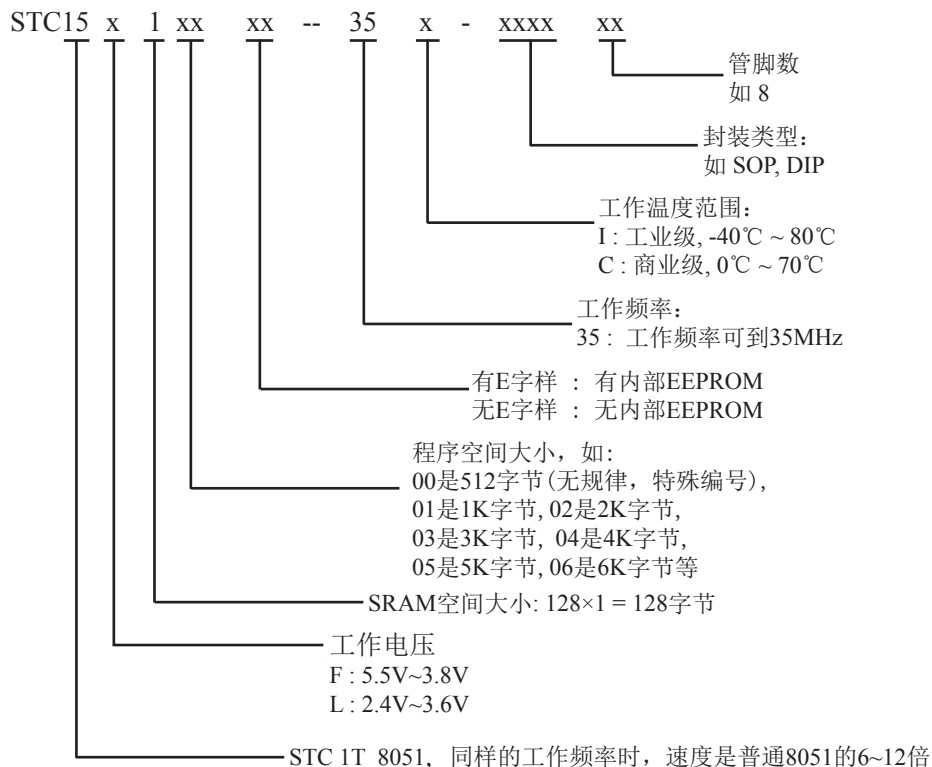 STC15 x 1 xx xx -- 35 x - xxxx xx
管脚数
如 8
封装类型：
如 SOP, DIP
工作温度范围：
I : 工业级, -40℃ ~ 80℃
C : 商业级, 0℃ ~ 70℃
工作频率：
35 : 工作频率可到35MHz
有E字样 : 有内部EEPROM
无E字样 : 无内部EEPROM
程序空间大小，如:
00是512字节(无规律，特殊编号),
01是1K字节, 02是2K字节,
03是3K字节, 04是4K字节,
05是5K字节, 06是6K字节等
SRAM空间大小: 128×1 = 128字节
工作电压
F : 5.5V~3.8V
L : 2.4V~3.6V
STC 1T 8051, 同样的工作频率时，速度是普通8051的6~12倍